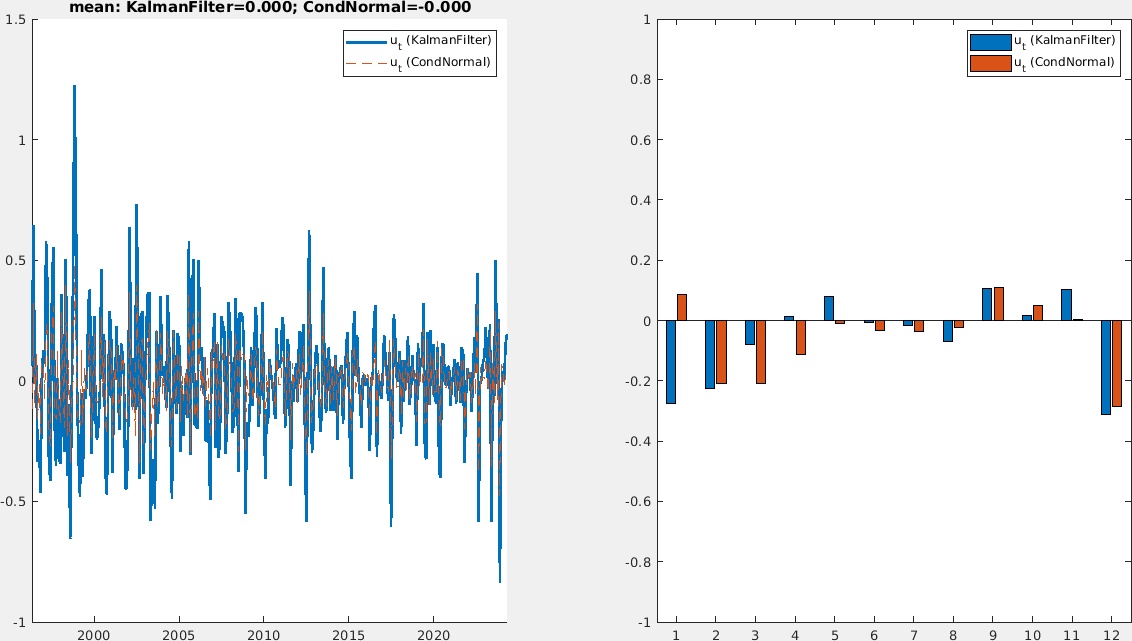 mean: KalmanFilter=0.000; CondNormal=-0.000
1.5
1
0.5
0
-0.5
-1
2000 2005 2010 2015 2020
u_t (KalmanFilter)
u_t (CondNormal)
1
0.8
0.6
0.4
0.2
0
-0.2
-0.4
-0.6
-0.8
-1
1 2 3 4 5 6 7 8 9 10 11 12
u_t (KalmanFilter)
u_t (CondNormal)